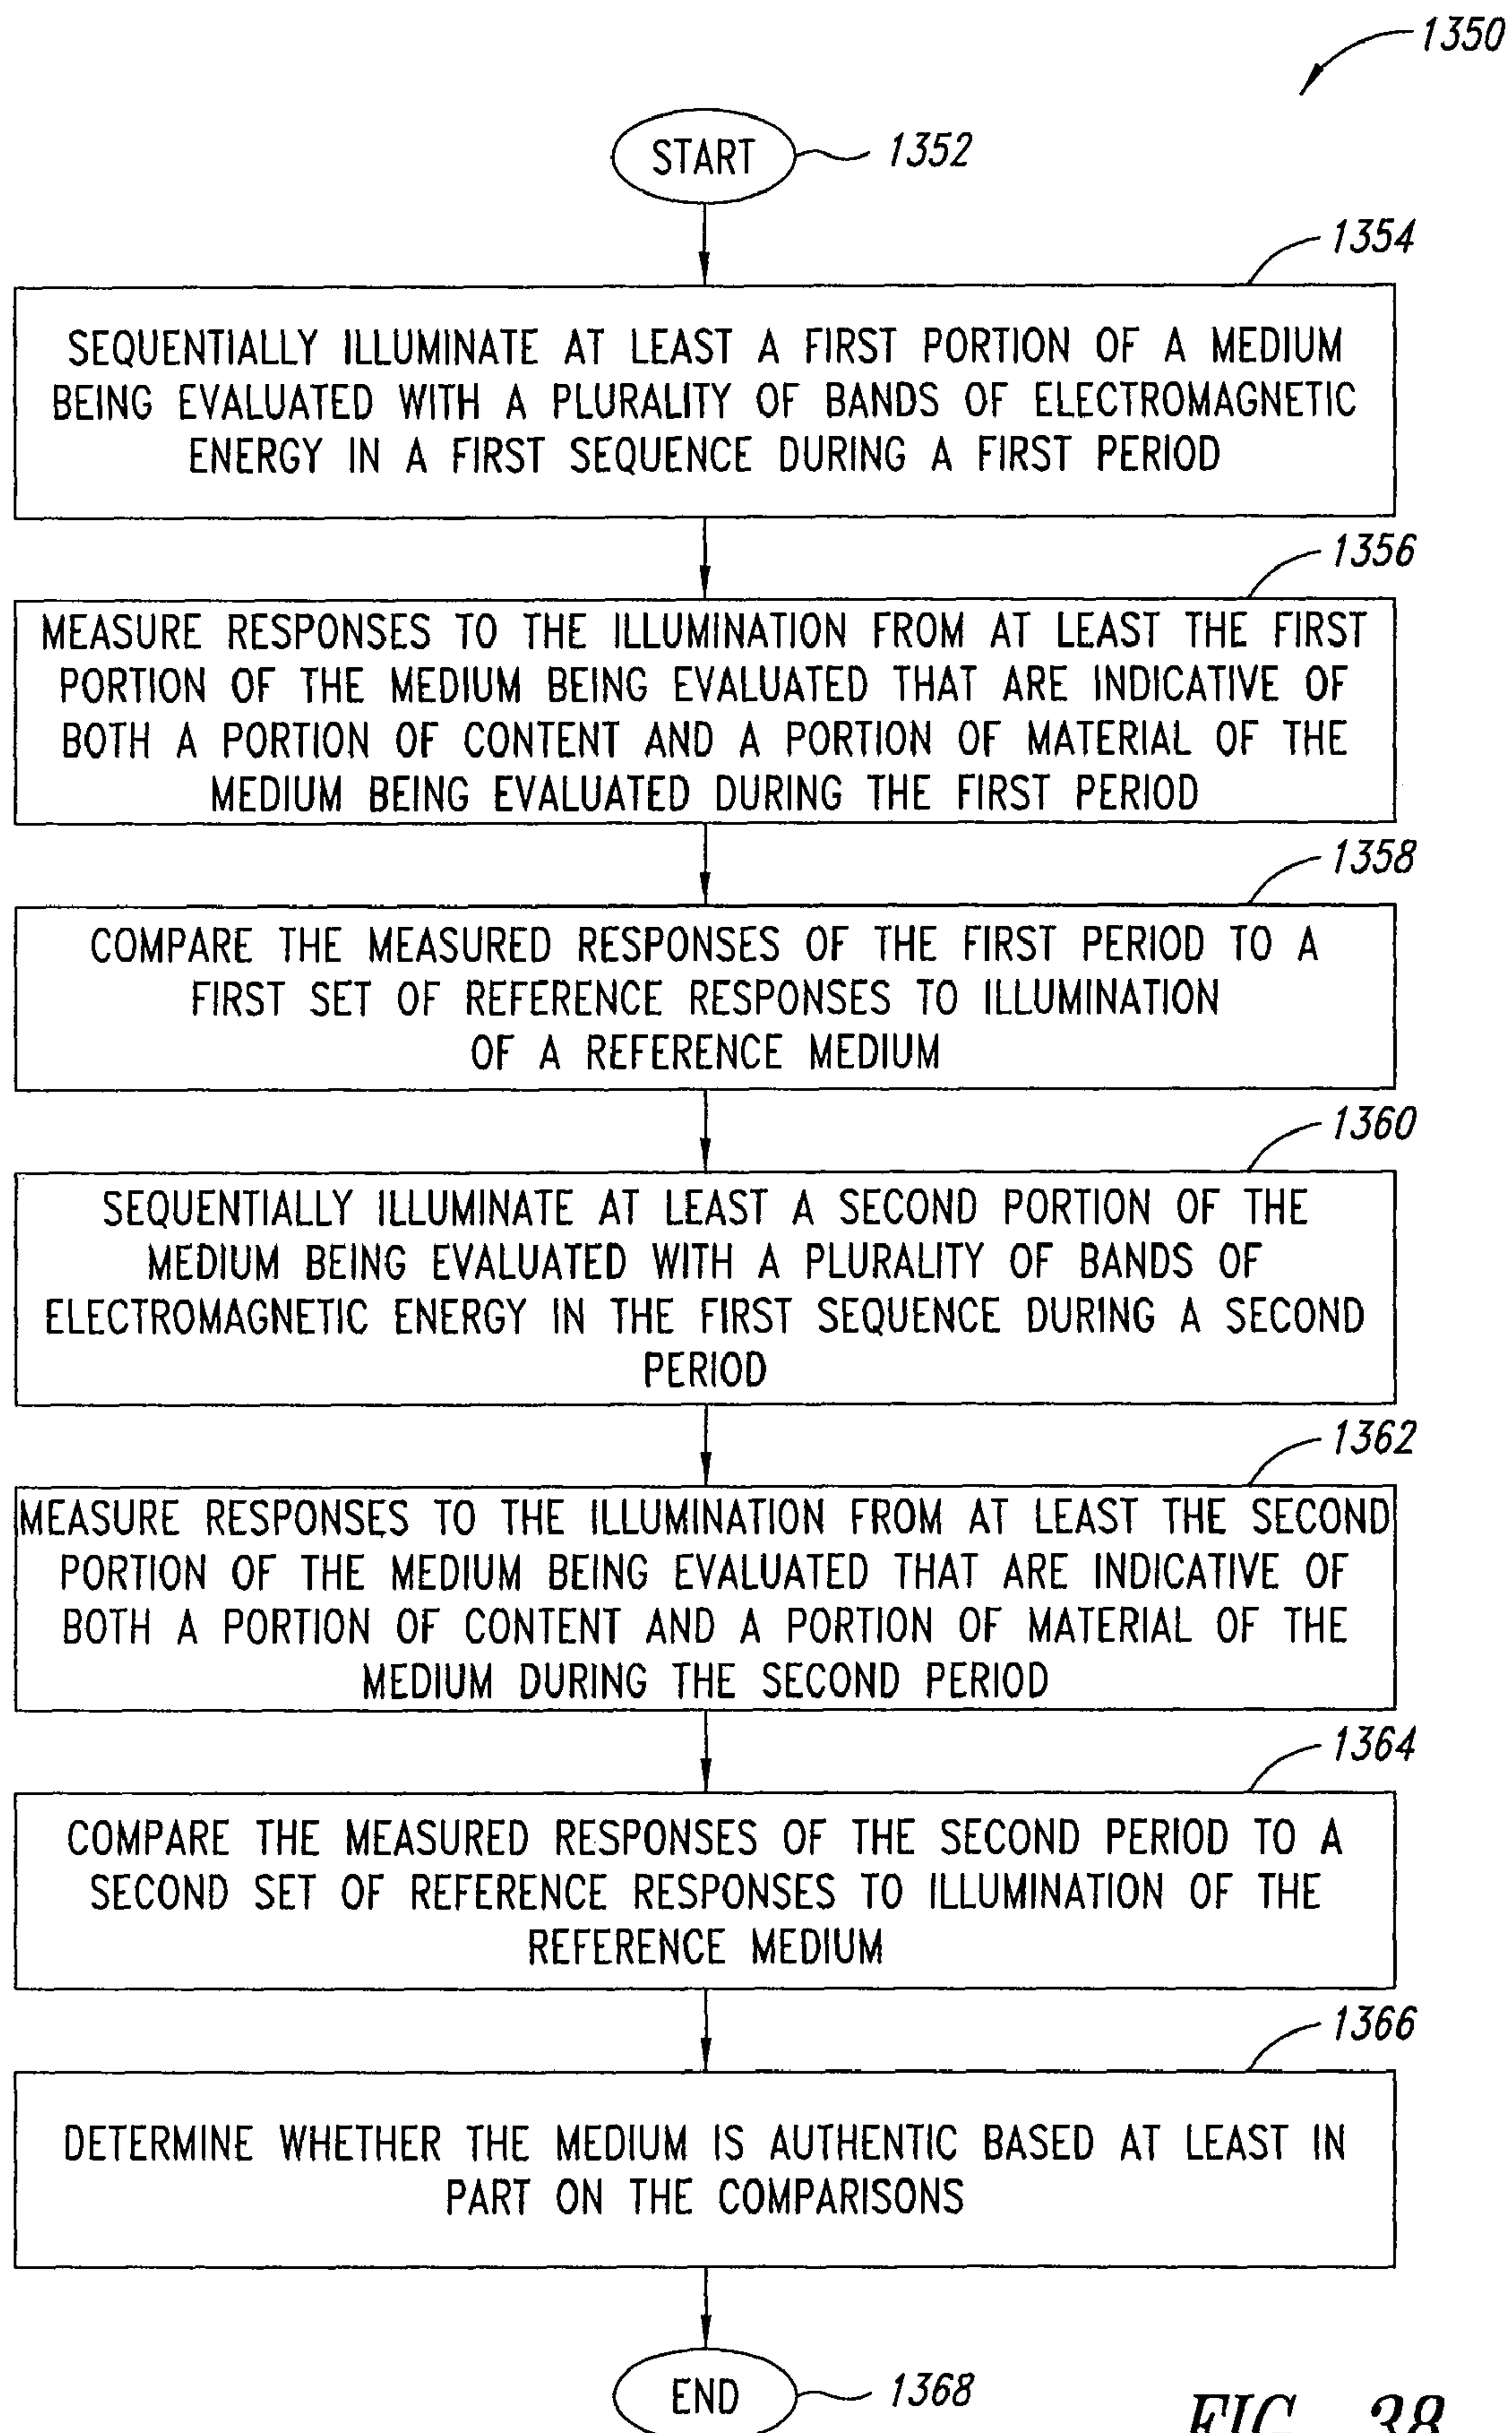 1350
START
1352
1354
SEQUENTIALLY ILLUMINATE AT LEAST A FIRST PORTION OF A MEDIUM
BEING EVALUATED WITH A PLURALITY OF BANDS OF ELECTROMAGNETIC
ENERGY IN A FIRST SEQUENCE DURING A FIRST PERIOD
1356
MEASURE RESPONSES TO THE ILLUMINATION FROM AT LEAST THE FIRST
PORTION OF THE MEDIUM BEING EVALUATED THAT ARE INDICATIVE OF
BOTH A PORTION OF CONTENT AND A PORTION OF MATERIAL OF THE
MEDIUM BEING EVALUATED DURING THE FIRST PERIOD
1358
COMPARE THE MEASURED RESPONSES OF THE FIRST PERIOD TO A
FIRST SET OF REFERENCE RESPONSES TO ILLUMINATION
OF A REFERENCE MEDIUM
1360
SEQUENTIALLY ILLUMINATE AT LEAST A SECOND PORTION OF THE
MEDIUM BEING EVALUATED WITH A PLURALITY OF BANDS OF
ELECTROMAGNETIC ENERGY IN THE FIRST SEQUENCE DURING A SECOND
PERIOD
1362
MEASURE RESPONSES TO THE ILLUMINATION FROM AT LEAST THE SECOND
PORTION OF THE MEDIUM BEING EVALUATED THAT ARE INDICATIVE OF
BOTH A PORTION OF CONTENT AND A PORTION OF MATERIAL OF THE
MEDIUM DURING THE SECOND PERIOD
1364
COMPARE THE MEASURED RESPONSES OF THE SECOND PERIOD TO A
SECOND SET OF REFERENCE RESPONSES TO ILLUMINATION OF THE
REFERENCE MEDIUM
1366
DETERMINE WHETHER THE MEDIUM IS AUTHENTIC BASED AT LEAST IN
PART ON THE COMPARISONS
END
1368
FIG. 38